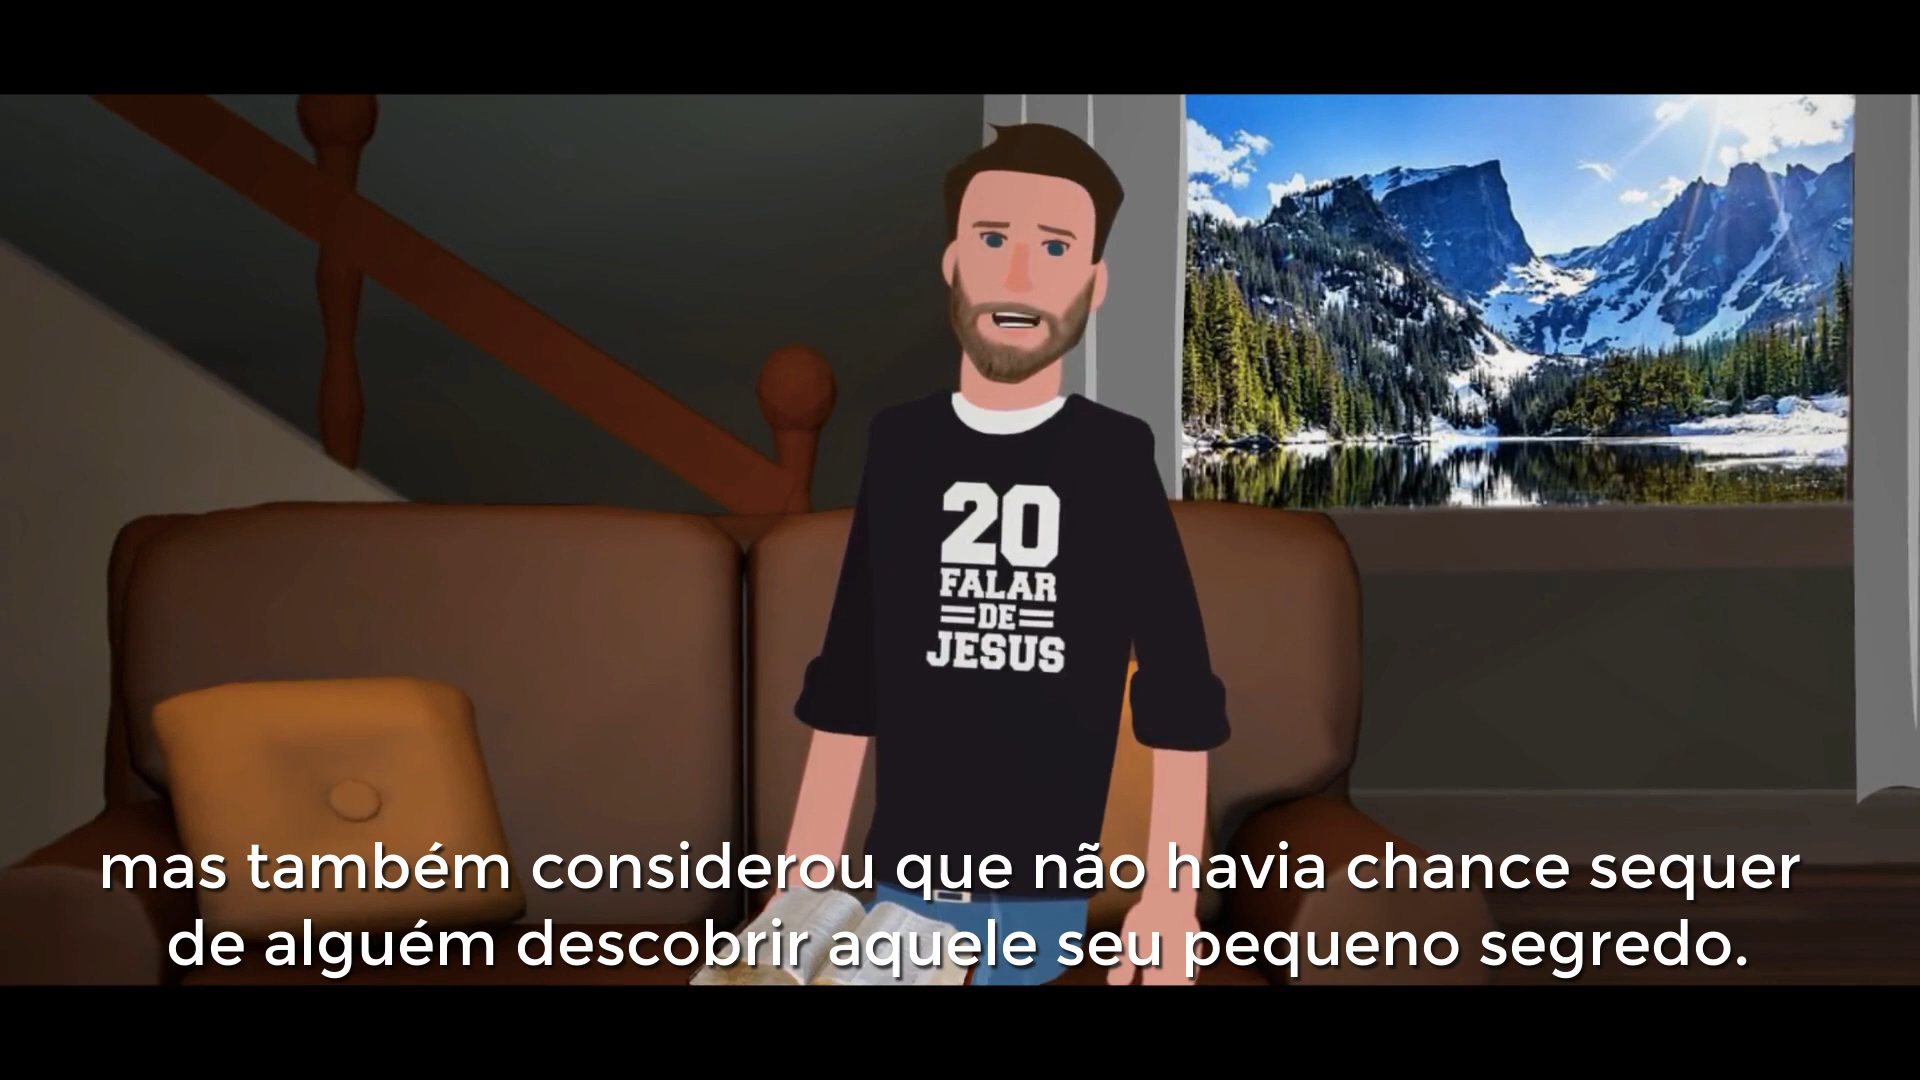 20
FALAR
DE
JESUS
mas também considerou que não havia chance sequer
de alguém descobrir aquele seu pequeno segredo.